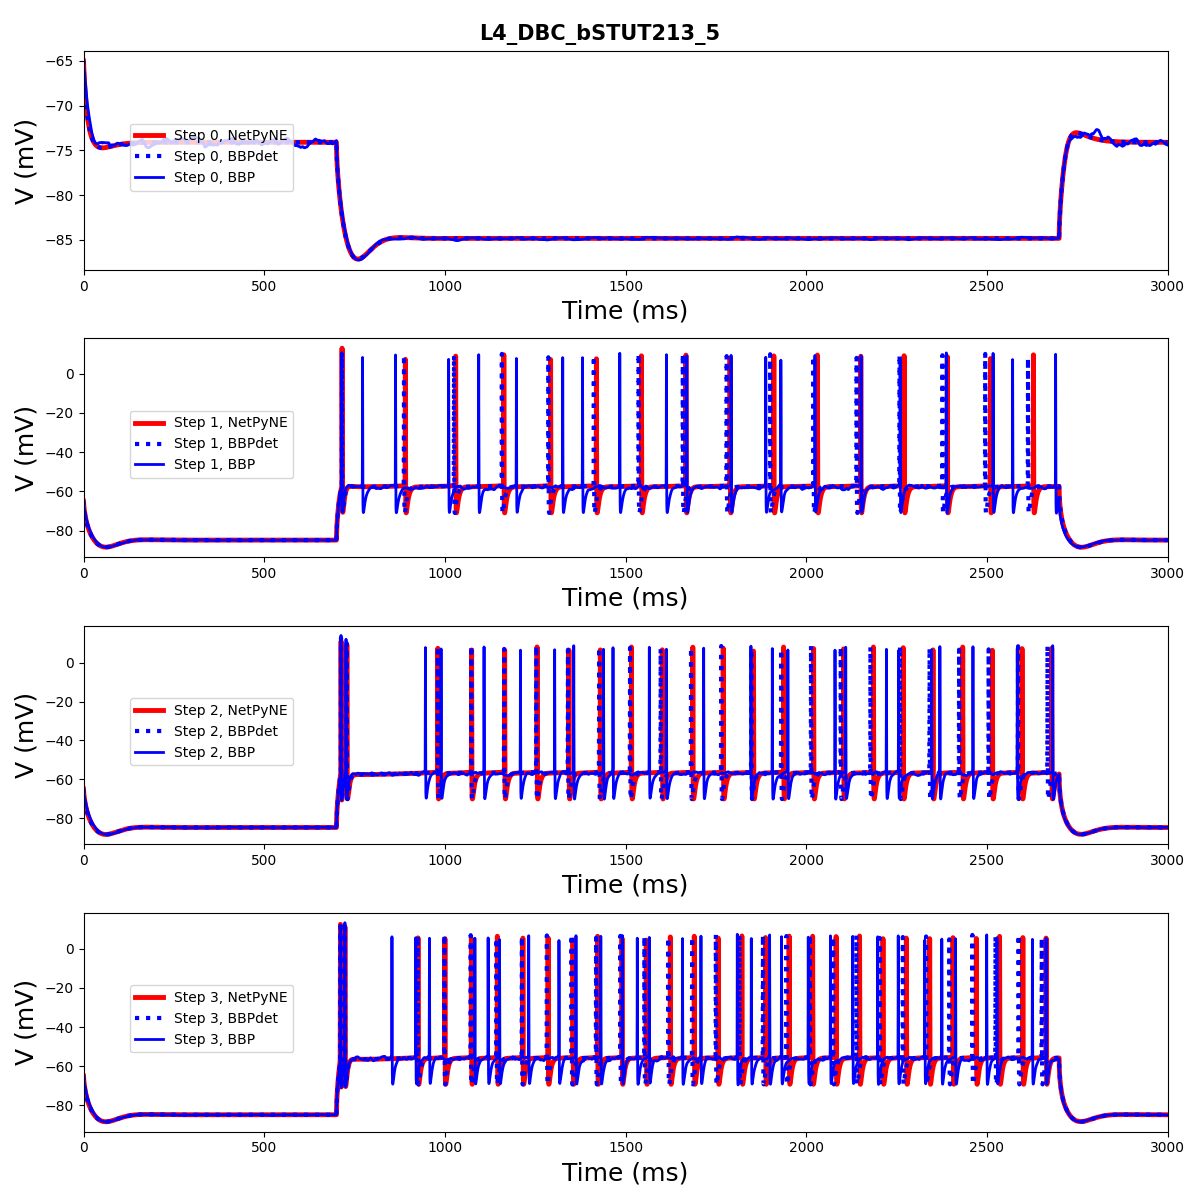 L4_DBC_bSTUT213_5
−65
−70
−75
−80
−85
V (mV)
Step 0, NetPyNE
Step 0, BBPdet
Step 0, BBP
0 500 1000 1500 2000 2500 3000
Time (ms)
0
−20
−40
−60
−80
V (mV)
Step 1, NetPyNE
Step 1, BBPdet
Step 1, BBP
0 500 1000 1500 2000 2500 3000
Time (ms)
0
−20
−40
−60
−80
V (mV)
Step 2, NetPyNE
Step 2, BBPdet
Step 2, BBP
0 500 1000 1500 2000 2500 3000
Time (ms)
0
−20
−40
−60
−80
V (mV)
Step 3, NetPyNE
Step 3, BBPdet
Step 3, BBP
0 500 1000 1500 2000 2500 3000
Time (ms)